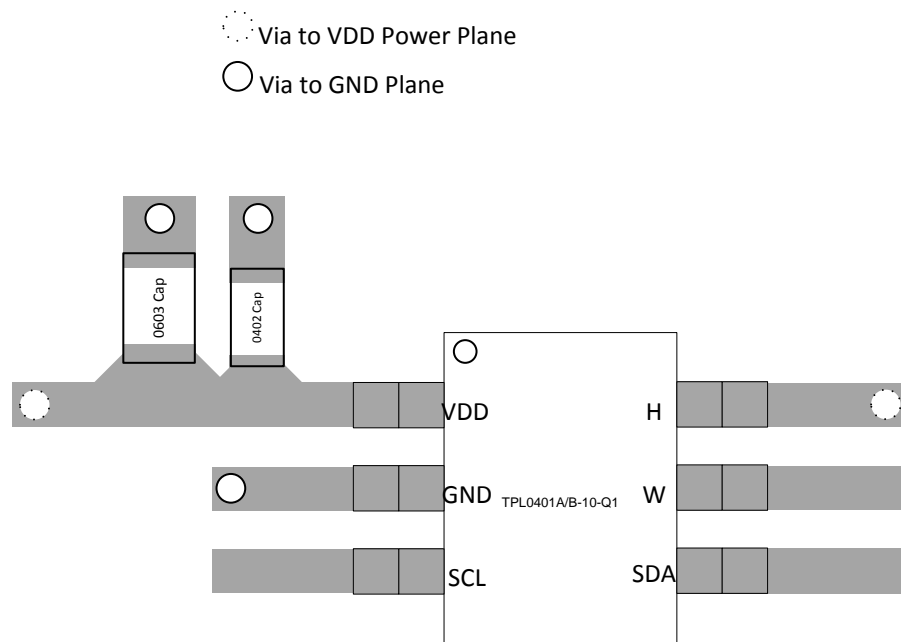 Via to VDD Power Plane
Via to GND Plane
0603 Cap
0402 Cap
VDD
H
GND
TPL0401A/B-10-Q1
W
SCL
SDA